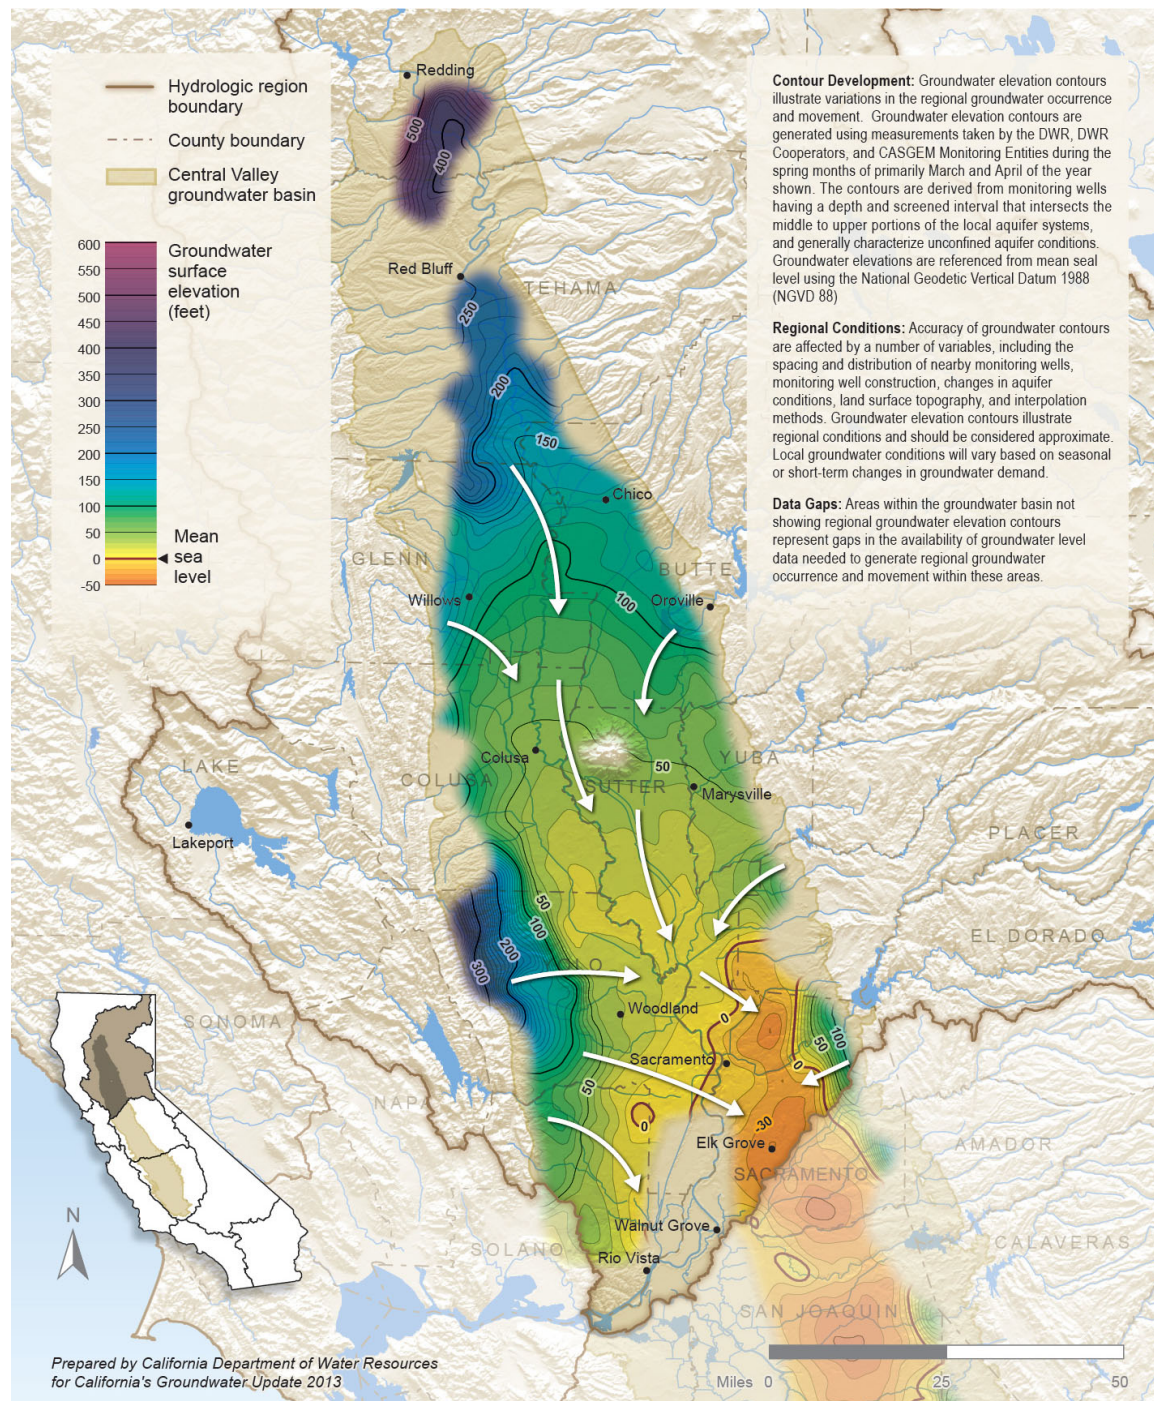 Redding
Hydrologic region
boundary
County boundary
Central Valley
groundwater basin
600
550
500
450
400
350
300
250
200
150
100
50
0
-50
Groundwater
surface
elevation
(feet)
Mean
sea
level
Contour Development: Groundwater elevation contours
illustrate variations in the regional groundwater occurrence
and movement. Groundwater elevation contours are
generated using measurements taken by the DWR, DWR
Cooperators, and CASGEM Monitoring Entities during the
spring months of primarily March and April of the year
shown. The contours are derived from monitoring wells
having a depth and screened interval that intersects the
middle to upper portions of the local aquifer systems,
and generally characterize unconfined aquifer conditions.
Groundwater elevations are referenced from mean seal
level using the National Geodetic Vertical Datum 1988
(NGVD 88)
Regional Conditions: Accuracy of groundwater contours
are affected by a number of variables, including the
spacing and distribution of nearby monitoring wells,
monitoring well construction, changes in aquifer
conditions, land surface topography, and interpolation
methods. Groundwater elevation contours illustrate
regional conditions and should be considered approximate.
Local groundwater conditions will vary based on seasonal
or short-term changes in groundwater demand.
Data Gaps: Areas within the groundwater basin not
showing regional groundwater elevation contours
represent gaps in the availability of groundwater level
data needed to generate regional groundwater
occurrence and movement within these areas.
500
400
Red Bluff
TEHAMA
250
200
150
Chico
GLENN
BUTTE
Willows
100
Oroville
Colusa
50
YUBA
LAKE
COLUSA
SUTTER
Marysville
Lakeport
PLACER
50
100
200
300
EL DORADO
OLO
Woodland
0
SONOMA
100
50
0
Sacramento
50
NAPA
0
-30
Elk Grove
AMADOR
SACRAMENTO
Walnut Grove
SOLANO
Rio Vista
CALAVERAS
SAN JOAQUIN
N
Prepared by California Department of Water Resources
for California's Groundwater Update 2013
Miles 0 25 50